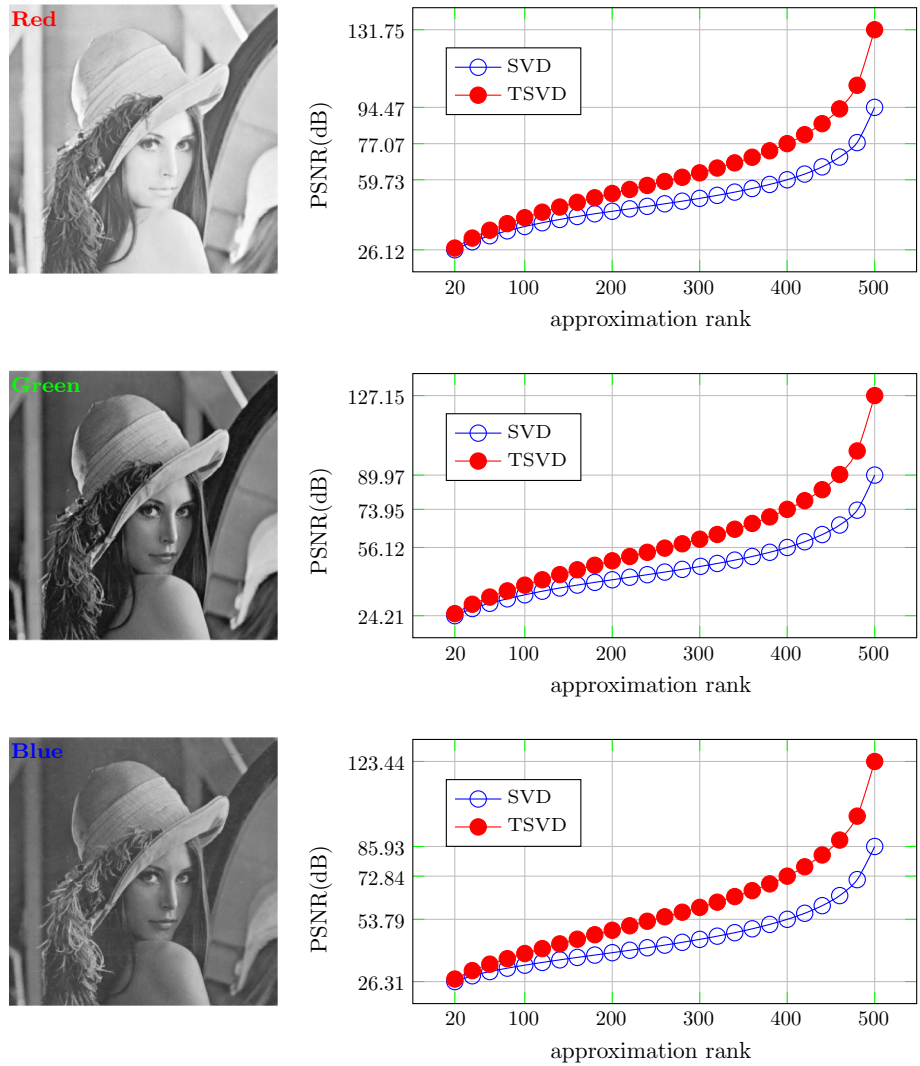 Red
PSNR(dB)
131.75
94.47
77.07
59.73
26.12
SVD
TSVD
20 100 200 300 400 500
approximation rank
Green
PSNR(dB)
127.15
89.97
73.95
56.12
24.21
SVD
TSVD
20 100 200 300 400 500
approximation rank
Blue
PSNR(dB)
123.44
85.93
72.84
53.79
26.31
SVD
TSVD
20 100 200 300 400 500
approximation rank